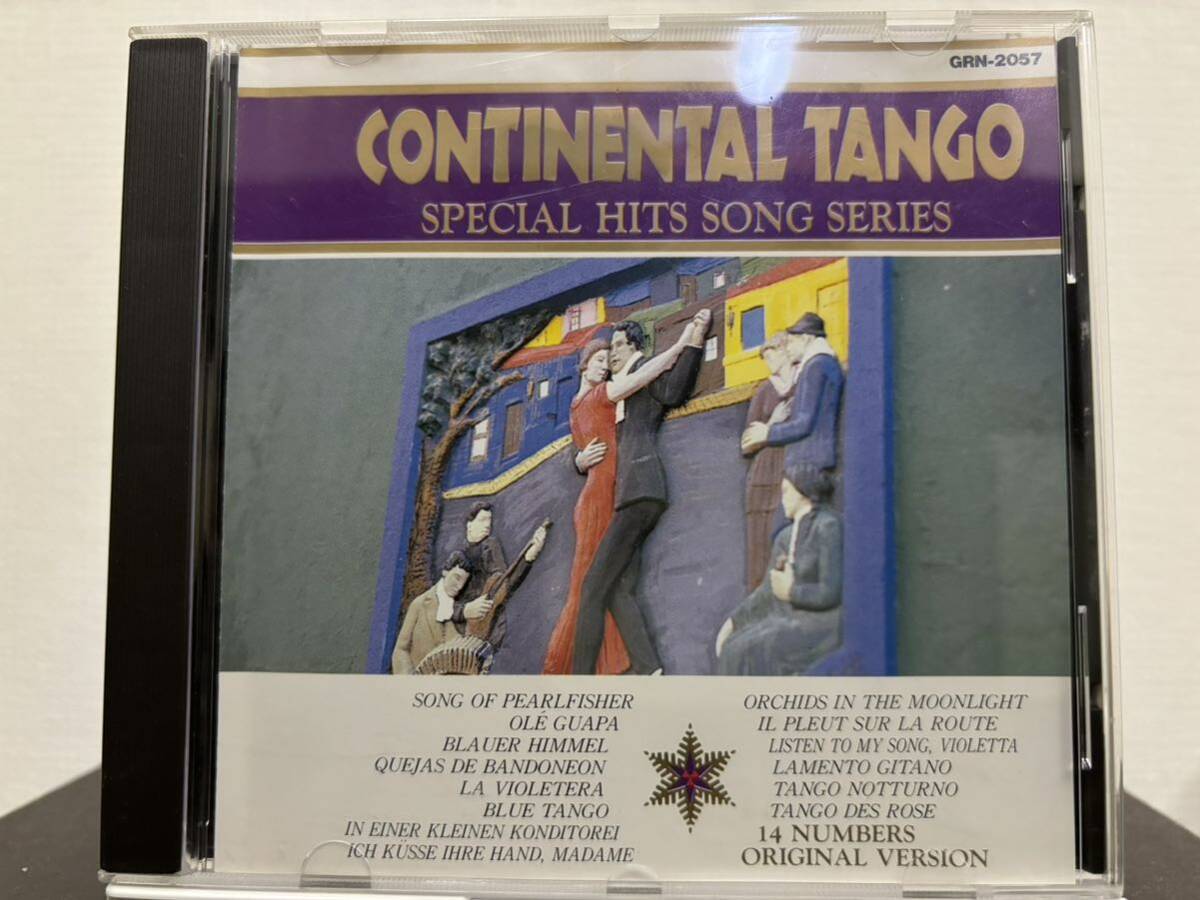 GRN-2057
CONTINENTAL TANGO
SPECIAL HITS SONG SERIES
SONG OF PEARLFISHER
OLÉ GUAPA
BLAUER HIMMEL
QUEJAS DE BANDONEON
LA VIOLETERA
BLUE TANGO
IN EINER KLEINEN KONDITOREI
ICH KÜSSE IHRE HAND, MADAME
ORCHIDS IN THE MOONLIGHT
IL PLEUT SUR LA ROUTE
LISTEN TO MY SONG, VIOLETTA
LAMENTO GITANO
TANGO NOTTURNO
TANGO DES ROSE
14 NUMBERS
ORIGINAL VERSION